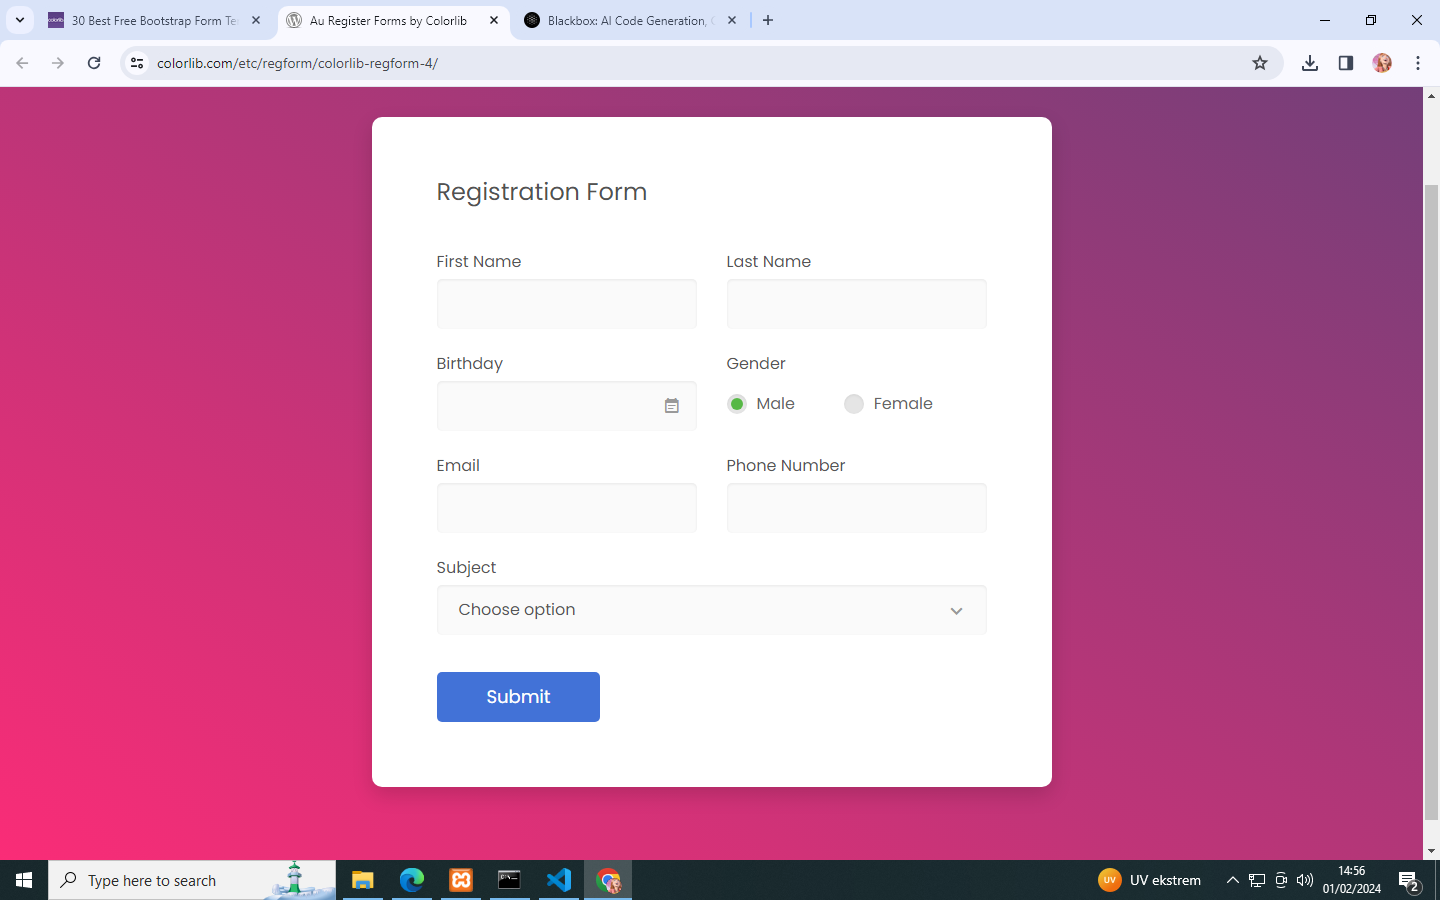 30 Best Free Bootstrap Form Te
Au Register Forms by Colorlib
Blackbox: AI Code Generation,
colorlib.com/etc/regform/colorlib-regform-4/
Registration Form
First Name
Last Name
Birthday
Gender
Male
Female
Email
Phone Number
Subject
Choose option
Submit
Type here to search
UV
UV ekstrem
14:56
01/02/2024
2